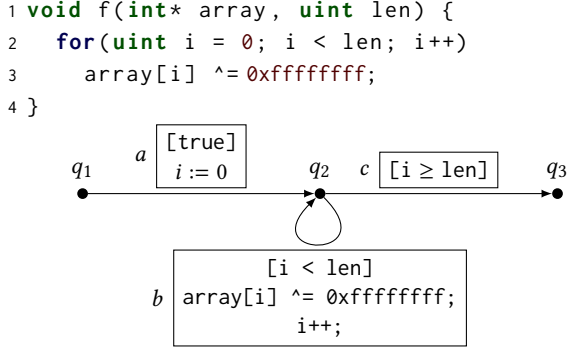 1 void f(int* array, uint len) {
2   for(uint i = 0; i < len; i++)
3     array[i] ^= 0xffffffff;
4 }
q1 a [true] q2 c [i ≥ len] q3
i := 0
[i < len]
b array[i] ^= 0xffffffff;
i++;